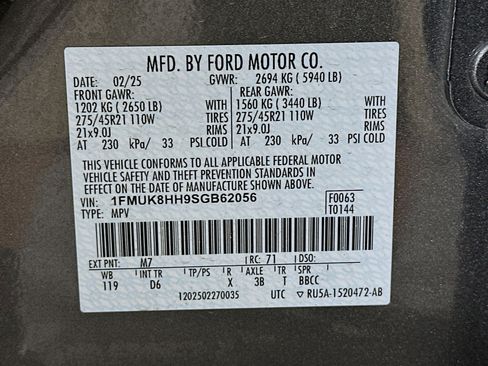 MFD. BY FORD MOTOR CO.
DATE: 02/25 GVWR: 2694 KG ( 5940 LB)
FRONT GAWR: REAR GAWR:
1202 KG ( 2650 LB) WITH 1560 KG ( 3440 LB) WITH
275/45R21 110W TIRES 275/45R21 110W TIRES
21x9.0J RIMS 21x9.0J RIMS
AT 230 kPa/ 33 PSI COLD AT 230 kPa/ 33 PSI COLD
THIS VEHICLE CONFORMS TO ALL APPLICABLE FEDERAL MOTOR
VEHICLE SAFETY AND THEFT PREVENTION STANDARDS IN EFFECT
ON THE DATE OF MANUFACTURE SHOWN ABOVE.
VIN: 1FMUK8HH9SGB62056 F0063
TYPE: MPV T0144
EXT PNT: M7 RC: 71 DSO:
WB INT TR TP/PS R AXLE T SPR
119 D6 X 3B T BBCC
1202502270035 UTC RU5A-1520472-AB